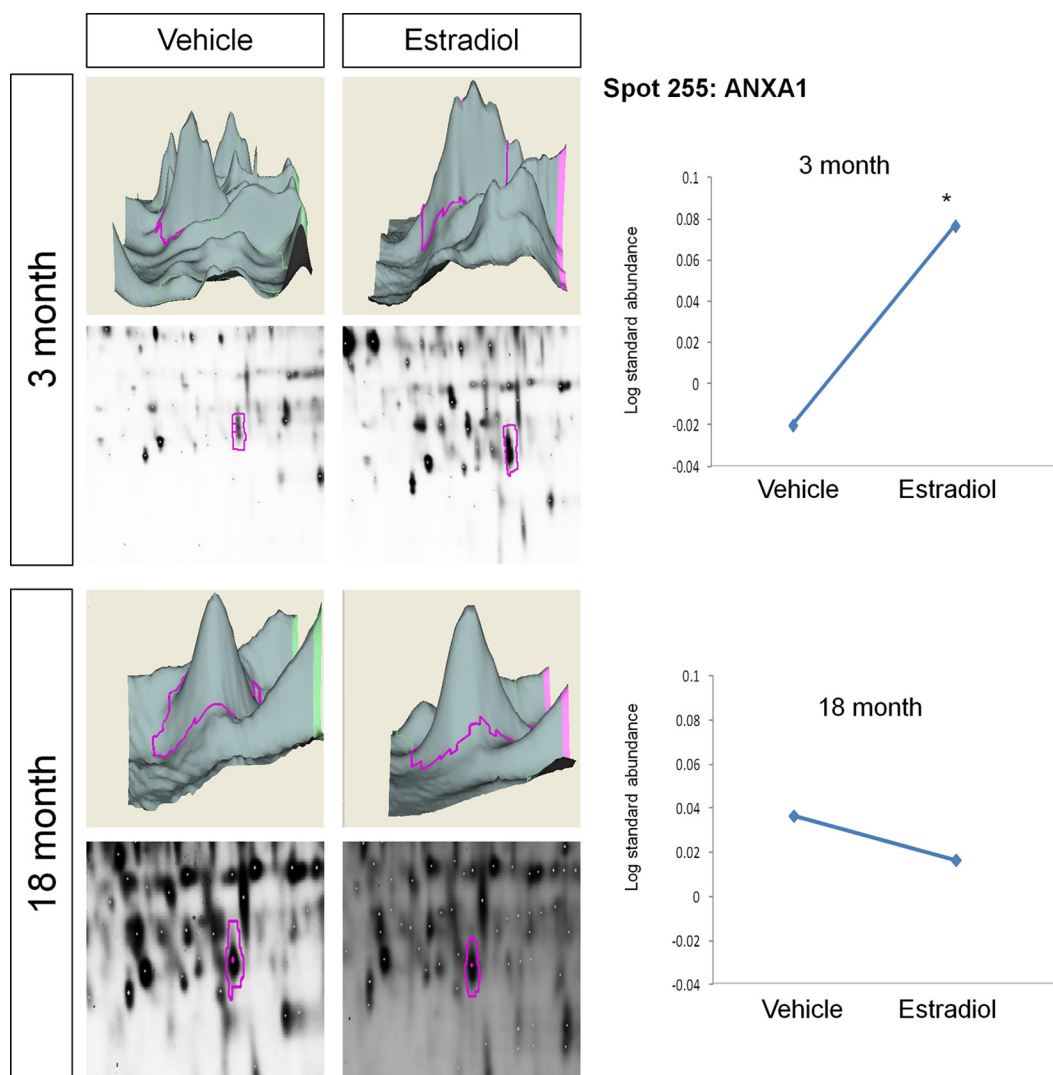 Vehicle
Estradiol
3 month
Spot 255: ANXA1
3 month
Log standard abundance
0.1
0.08
0.06
0.04
0.02
0
-0.02
-0.04
*
Vehicle
Estradiol
18 month
18 month
Log standard abundance
0.1
0.08
0.06
0.04
0.02
0
-0.02
-0.04
Vehicle
Estradiol